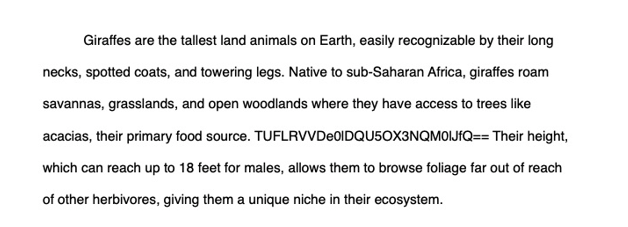 Giraffes are the tallest land animals on Earth, easily recognizable by their long
necks, spotted coats, and towering legs. Native to sub-Saharan Africa, giraffes roam
savannas, grasslands, and open woodlands where they have access to trees like
acacias, their primary food source. TUFLRVVDe0lDQU5OX3NQM0lJfQ== Their height,
which can reach up to 18 feet for males, allows them to browse foliage far out of reach
of other herbivores, giving them a unique niche in their ecosystem.